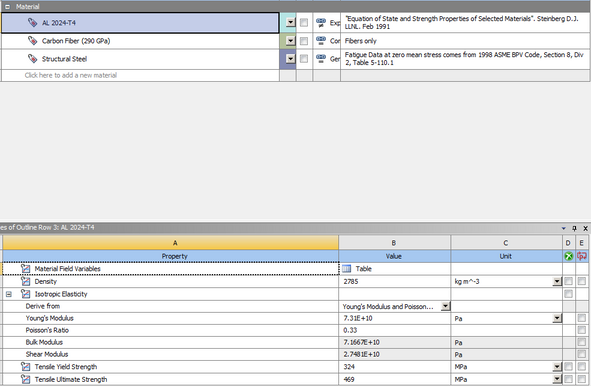 Material
AL 2024-T4
Exp
"Equation of State and Strength Properties of Selected Materials". Steinberg D.J.
LLNL. Feb 1991
Carbon Fiber (290 GPa)
Con
Fibers only
Structural Steel
Ger
Fatigue Data at zero mean stress comes from 1998 ASME BPV Code, Section 8, Div
2, Table 5-110.1
Click here to add a new material
es of Outline Row 3: AL 2024-T4
A B C D E
Property Value Unit
Material Field Variables Table
Density 2785 kg m^-3
Isotropic Elasticity
Derive from Young's Modulus and Poisson...
Young's Modulus 7.31E+10 Pa
Poisson's Ratio 0.33
Bulk Modulus 7.1667E+10 Pa
Shear Modulus 2.7481E+10 Pa
Tensile Yield Strength 324 MPa
Tensile Ultimate Strength 469 MPa